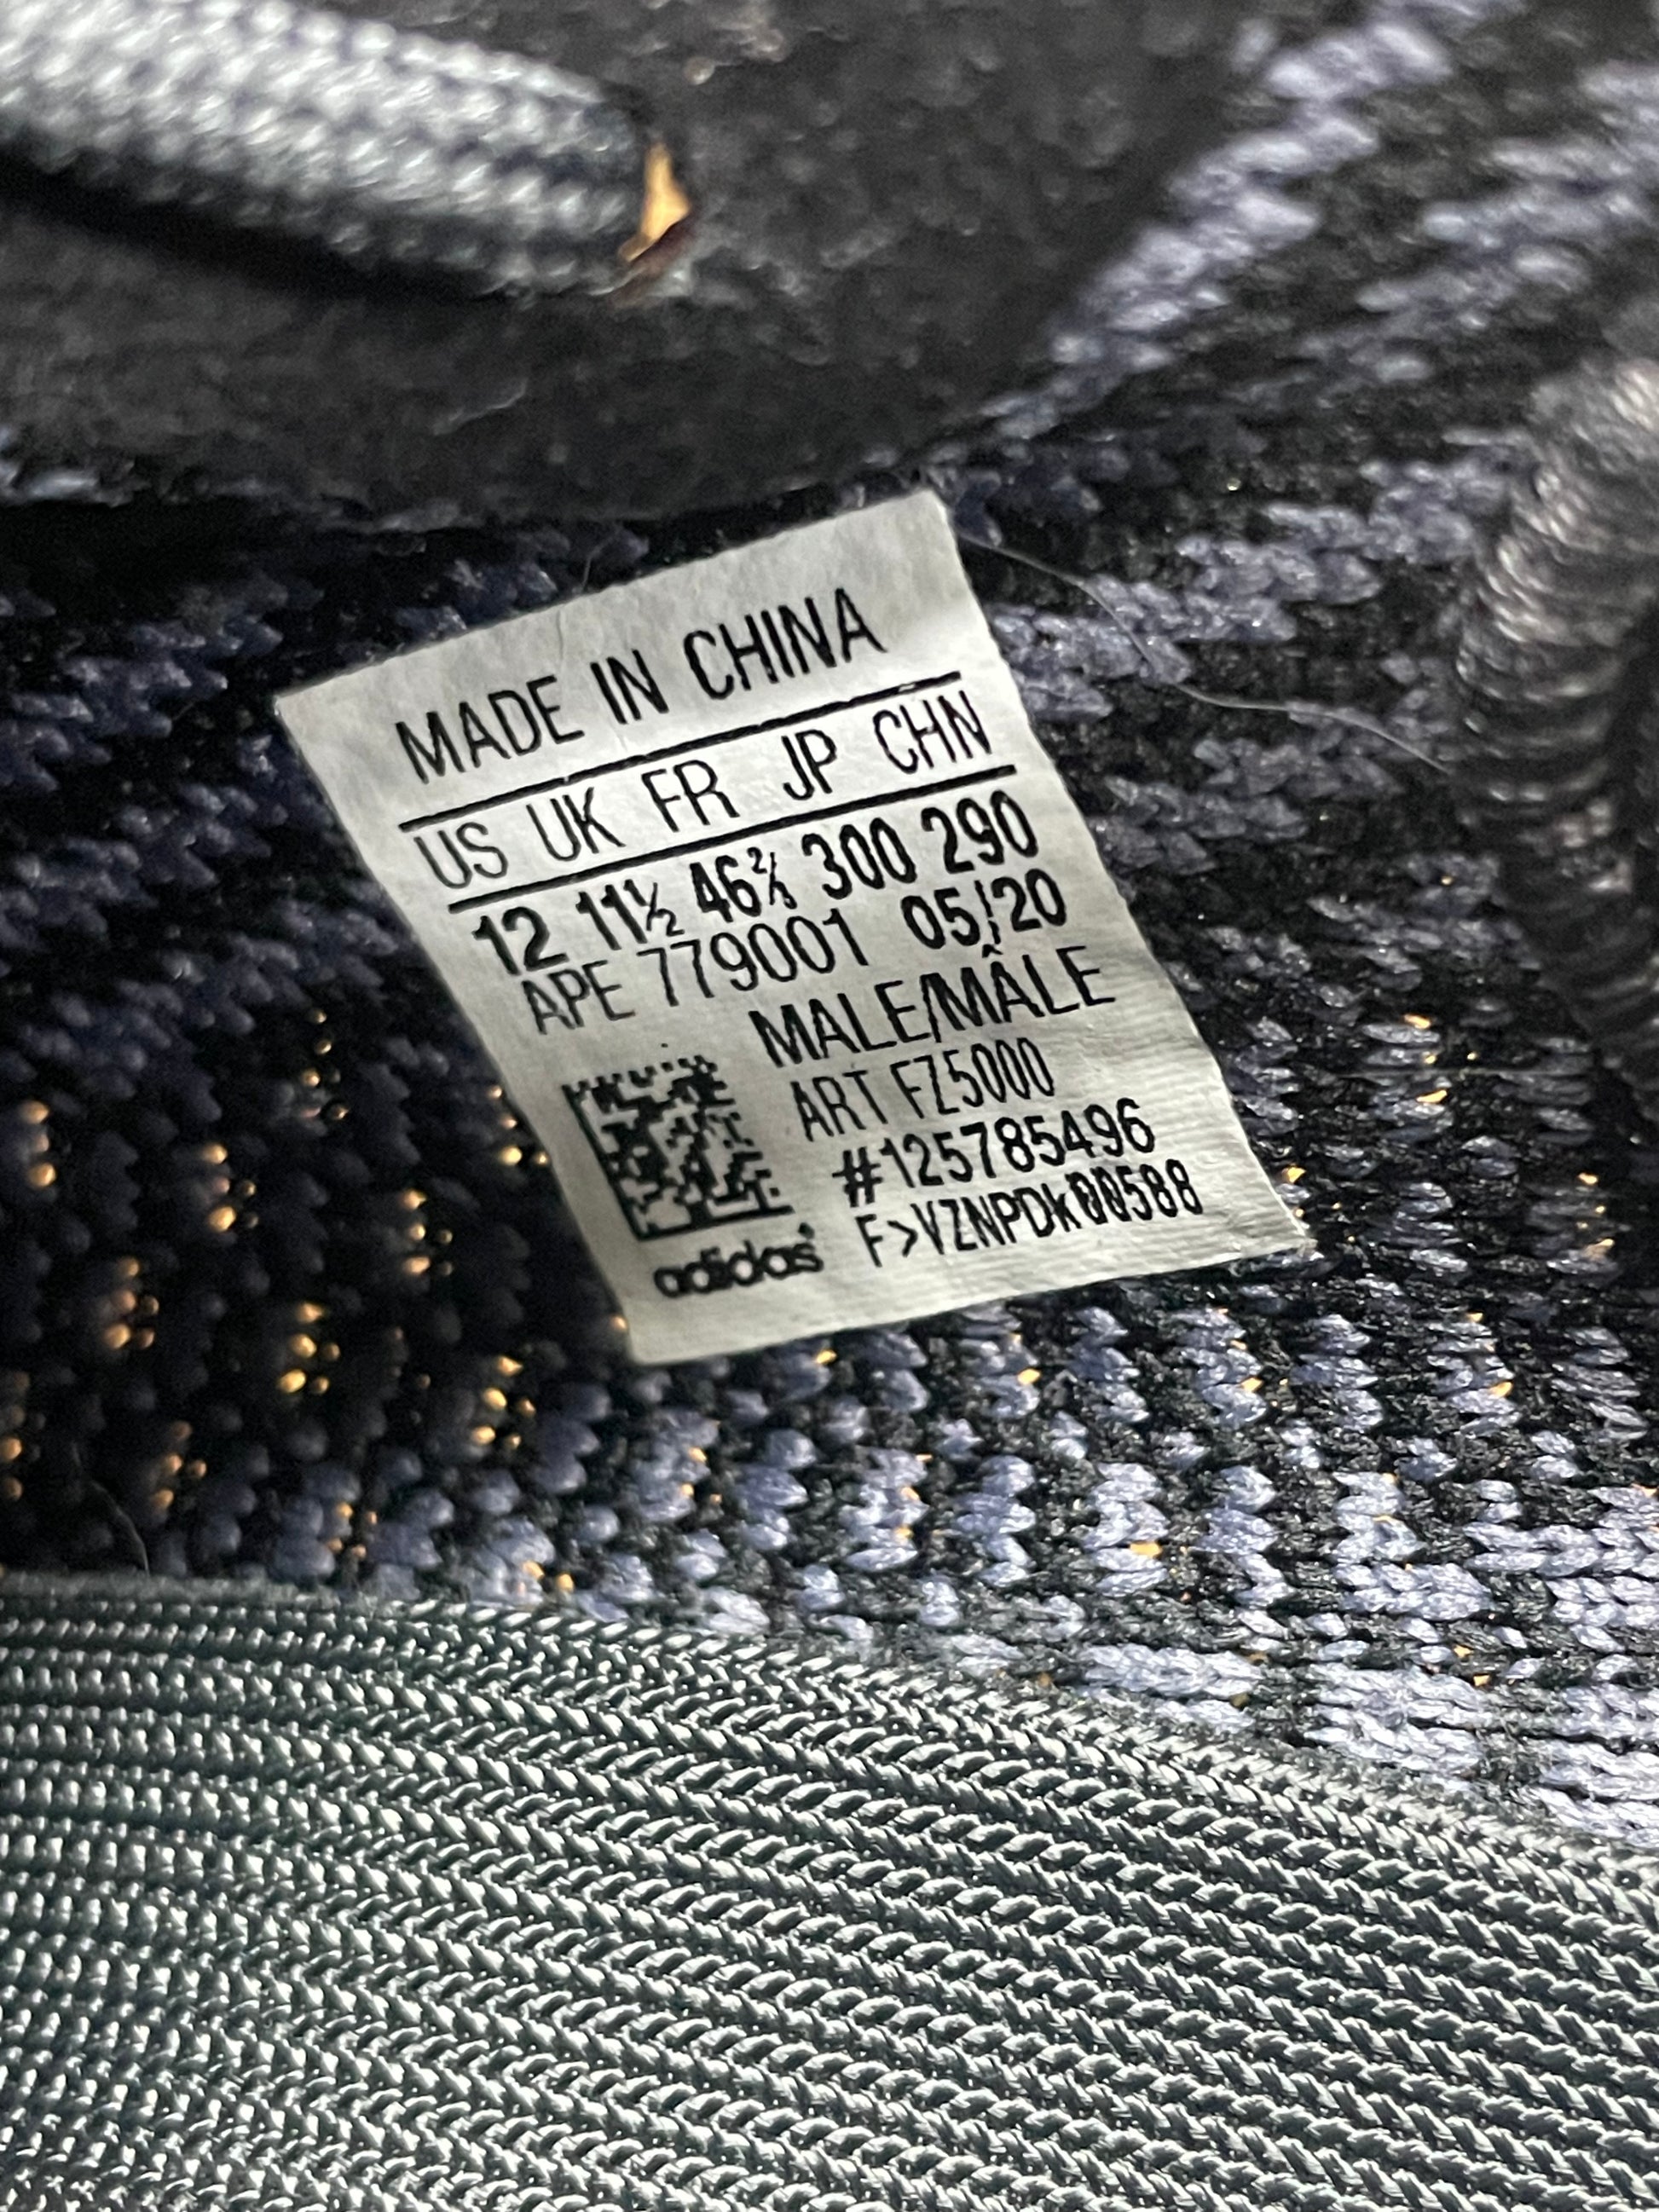 MADE IN CHINA
US UK FR JP CHN
12 11½ 46⅔ 300 290
APE 779001 05/20
MALE/MÂLE
ART FZ5000
#125785496
F>VZNPDK00588
adidas